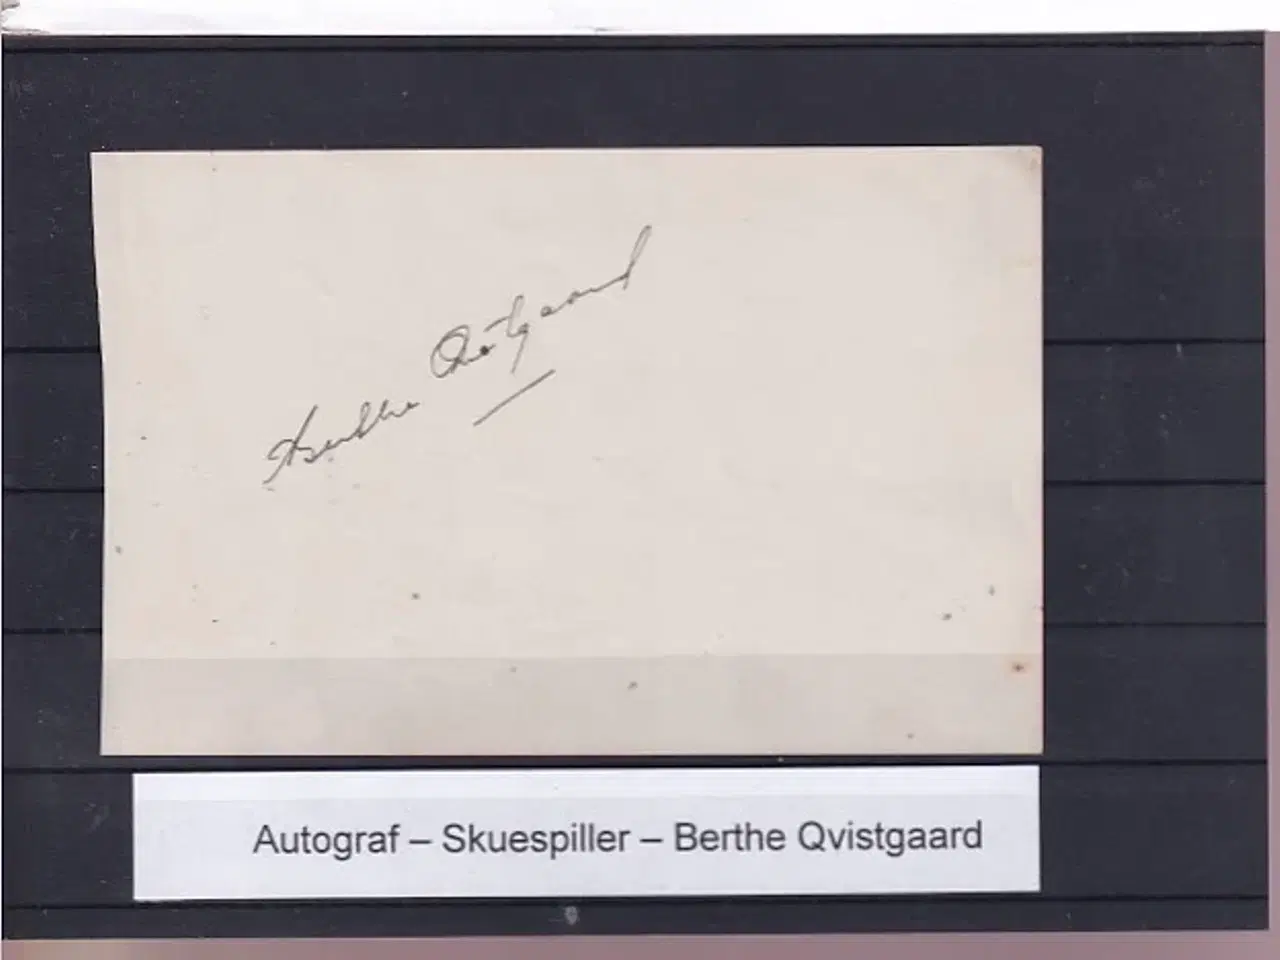 Berthe Qvistgaard
Autograf – Skuespiller – Berthe Qvistgaard